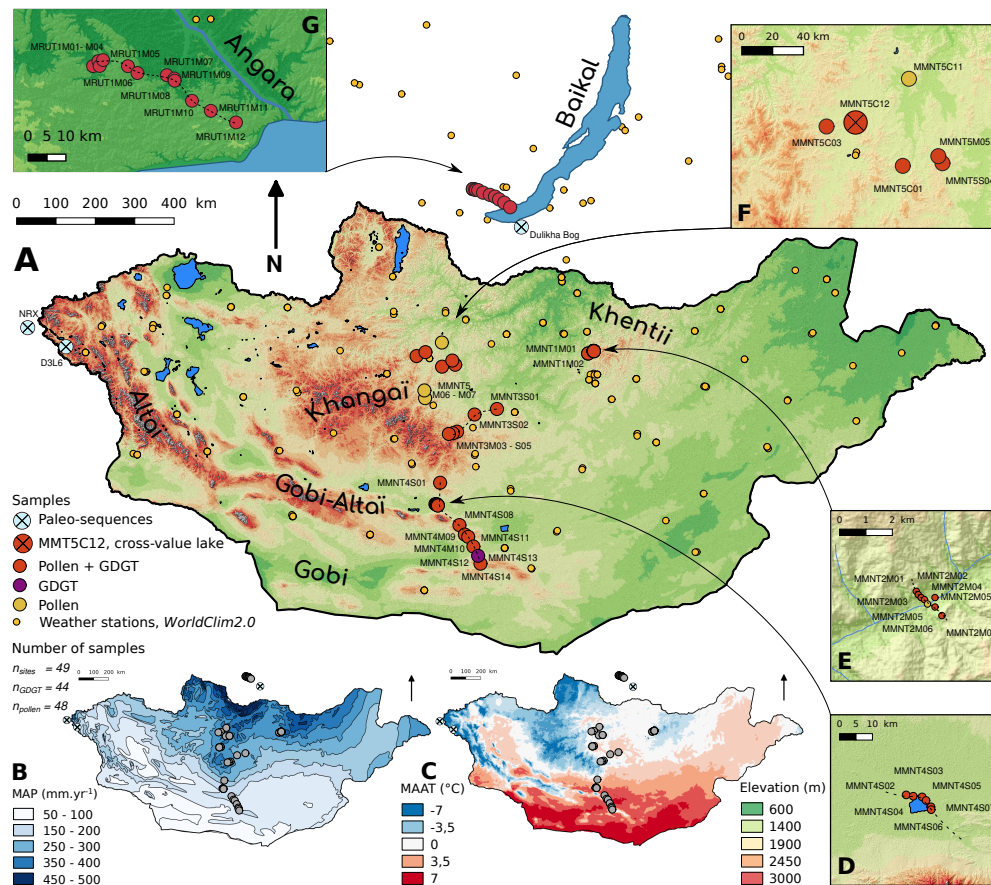 G
MRUT1M01- M04
MRUT1M05
MRUT1M07
MRUT1M09
MRUT1M06
MRUT1M08
MRUT1M10
MRUT1M11
MRUT1M12
Angara
0 5 10 km
Baikal
0 20 40 km
MMNT5C11
MMNT5C12
MMNT5C03
MMNT5M05
MMNT5C01
MMNT5S04
F
0 100 200 300 400 km
A
N
Dulikha Bog
NRX
D3L6
Altaï
Khangaï
Khentii
Gobi-Altaï
Gobi
MMNT1M01
MMNT1M02
MMNT5
M06 - M07
MMNT3S01
MMNT3S02
MMNT3M03 - S05
MMNT4S01
MMNT4S08
MMNT4M09
MMNT4S11
MMNT4M10
MMNT4S13
MMNT4S12
MMNT4S14
Samples
Paleo-sequences
MMT5C12, cross-value lake
Pollen + GDGT
GDGT
Pollen
Weather stations, WorldClim2.0
Number of samples
nsites = 49
nGDGT = 44
npollen = 48
0 1 2 km
MMNT2M01
MMNT2M02
MMNT2M04
MMNT2M03
MMNT2M05
MMNT2M05
MMNT2M06
MMNT2M0
E
0 100 200 km
B
MAP (mm.yr-1)
50 - 100
150 - 200
250 - 300
350 - 400
450 - 500
0 100 200 km
C
MAAT (°C)
-7
-3,5
0
3,5
7
Elevation (m)
600
1400
1900
2450
3000
0 5 10 km
MMNT4S03
MMNT4S02
MMNT4S05
MMNT4S04
MMNT4S07
MMNT4S06
D